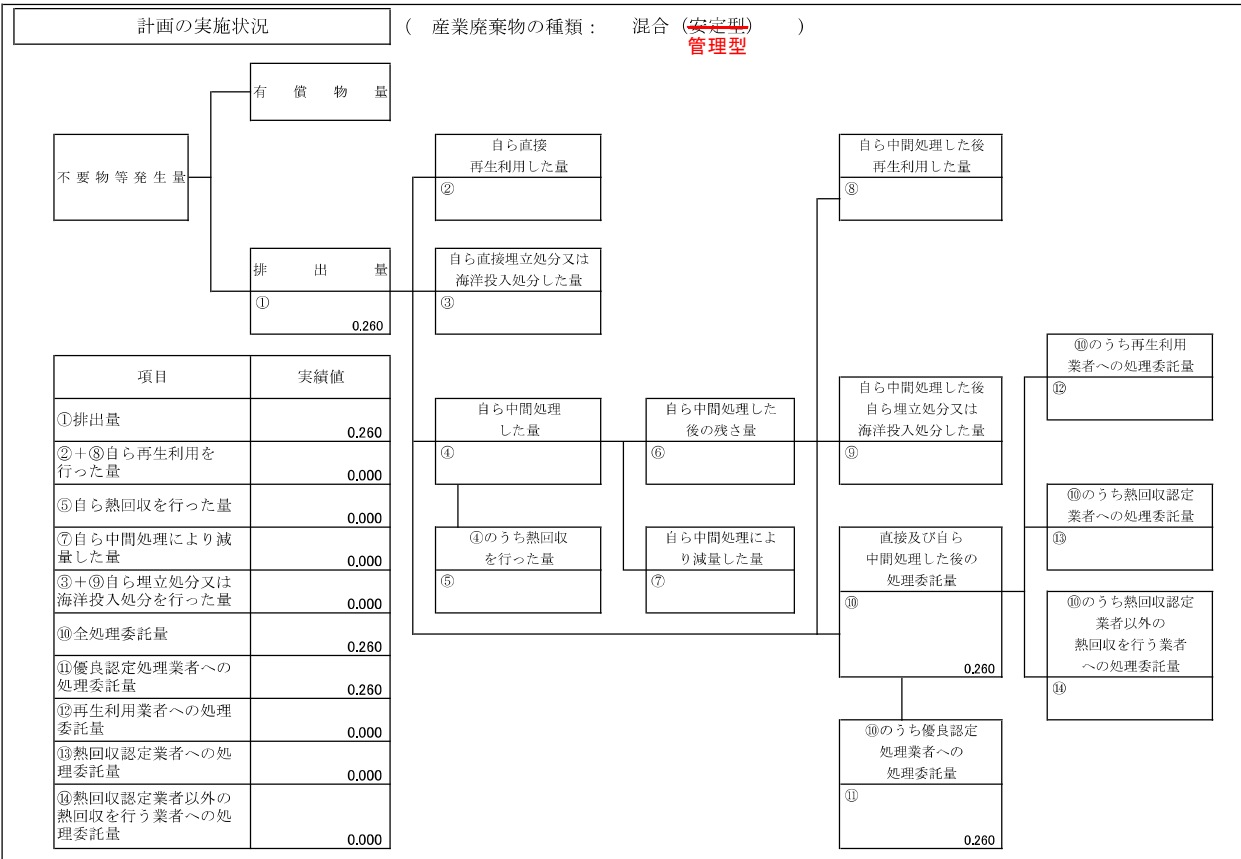 計画の実施状況
( 産業廃棄物の種類： 混合（安定型） )
管理型
有償物量
不要物等発生量
排出量
①
0.260
自ら直接
再生利用した量
②
自ら直接埋立処分又は
海洋投入処分した量
③
自ら中間処理した後
再生利用した量
⑧
項目 実績値
①排出量 0.260
②＋⑧自ら再生利用を
行った量 0.000
⑤自ら熱回収を行った量 0.000
⑦自ら中間処理により減
量した量 0.000
③＋⑨自ら埋立処分又は
海洋投入処分を行った量 0.000
⑩全処理委託量 0.260
⑪優良認定処理業者への
処理委託量 0.260
⑫再生利用業者への処理
委託量 0.000
⑬熱回収認定業者への処
理委託量 0.000
⑭熱回収認定業者以外の
熱回収を行う業者への処
理委託量 0.000
自ら中間処理
した量
④
④のうち熱回収
を行った量
⑤
自ら中間処理した
後の残さ量
⑥
自ら中間処理によ
り減量した量
⑦
自ら中間処理した後
自ら埋立処分又は
海洋投入処分した量
⑨
直接及び自ら
中間処理した後の
処理委託量
⑩
0.260
⑩のうち優良認定
処理業者への
処理委託量
⑪
0.260
⑩のうち再生利用
業者への処理委託量
⑫
⑩のうち熱回収認定
業者への処理委託量
⑬
⑩のうち熱回収認定
業者以外の
熱回収を行う業者
への処理委託量
⑭